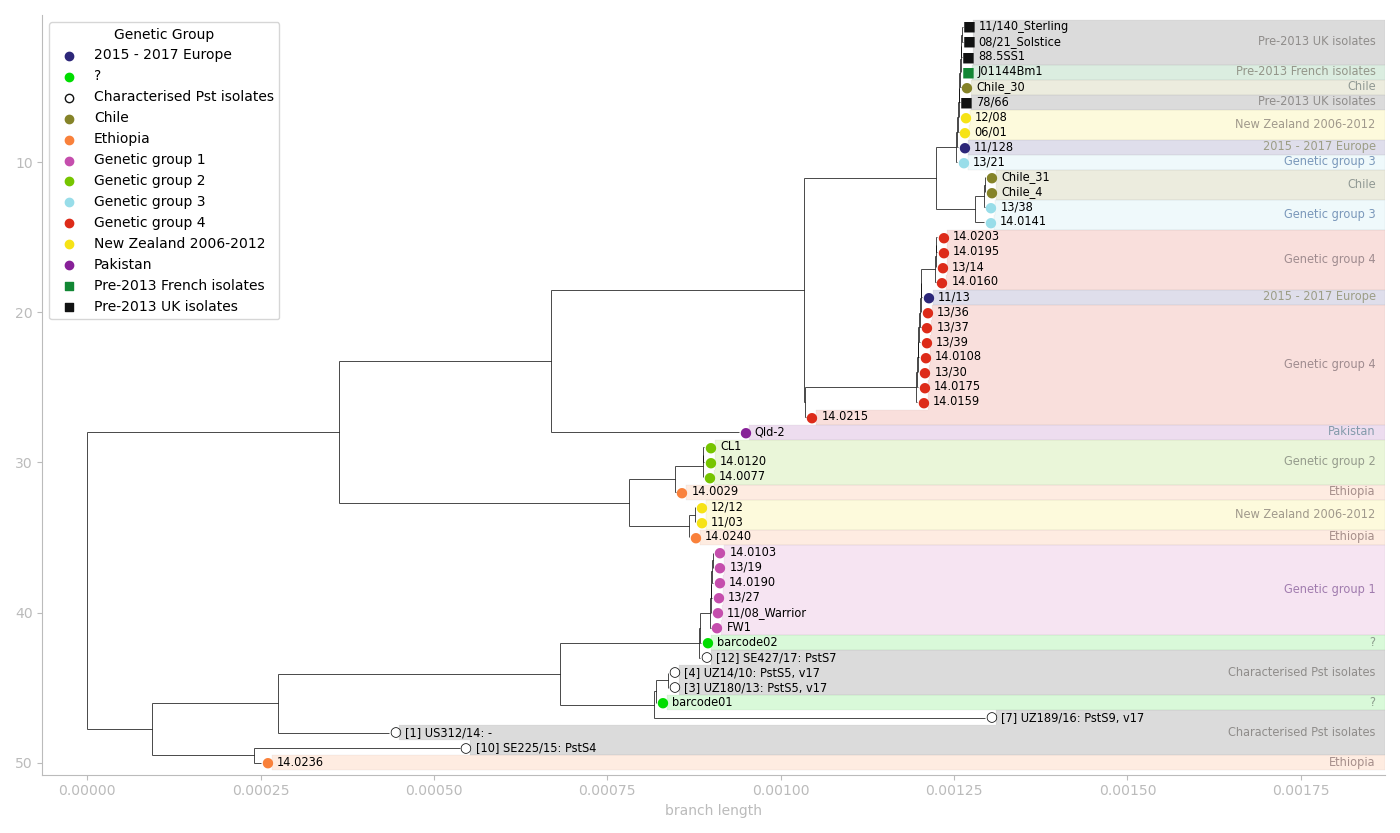 Genetic Group
2015 - 2017 Europe
?
Characterised Pst isolates
Chile
Ethiopia
Genetic group 1
Genetic group 2
Genetic group 3
Genetic group 4
New Zealand 2006-2012
Pakistan
Pre-2013 French isolates
Pre-2013 UK isolates
11/140_Sterling
08/21_Solstice Pre-2013 UK isolates
88.5SS1
J01144Bm1 Pre-2013 French isolates
Chile_30 Chile
78/66 Pre-2013 UK isolates
12/08
New Zealand 2006-2012
06/01
11/128 2015 - 2017 Europe
10 13/21 Genetic group 3
Chile_31
Chile
Chile_4
13/38
Genetic group 3
14.0141
14.0203
14.0195
Genetic group 4
13/14
14.0160
11/13 2015 - 2017 Europe
20 13/36
13/37
13/39
14.0108
Genetic group 4
13/30
14.0175
14.0159
14.0215
Qld-2 Pakistan
CL1
30 14.0120 Genetic group 2
14.0077
14.0029 Ethiopia
12/12
New Zealand 2006-2012
11/03
14.0240 Ethiopia
14.0103
13/19
14.0190
Genetic group 1
13/27
40 11/08_Warrior
FW1
barcode02 ?
[12] SE427/17: PstS7
[4] UZ14/10: PstS5, v17 Characterised Pst isolates
[3] UZ180/13: PstS5, v17
barcode01 ?
[7] UZ189/16: PstS9, v17
[1] US312/14: - Characterised Pst isolates
[10] SE225/15: PstS4
50 14.0236 Ethiopia
0.00000 0.00025 0.00050 0.00075 0.00100 0.00125 0.00150 0.00175
branch length